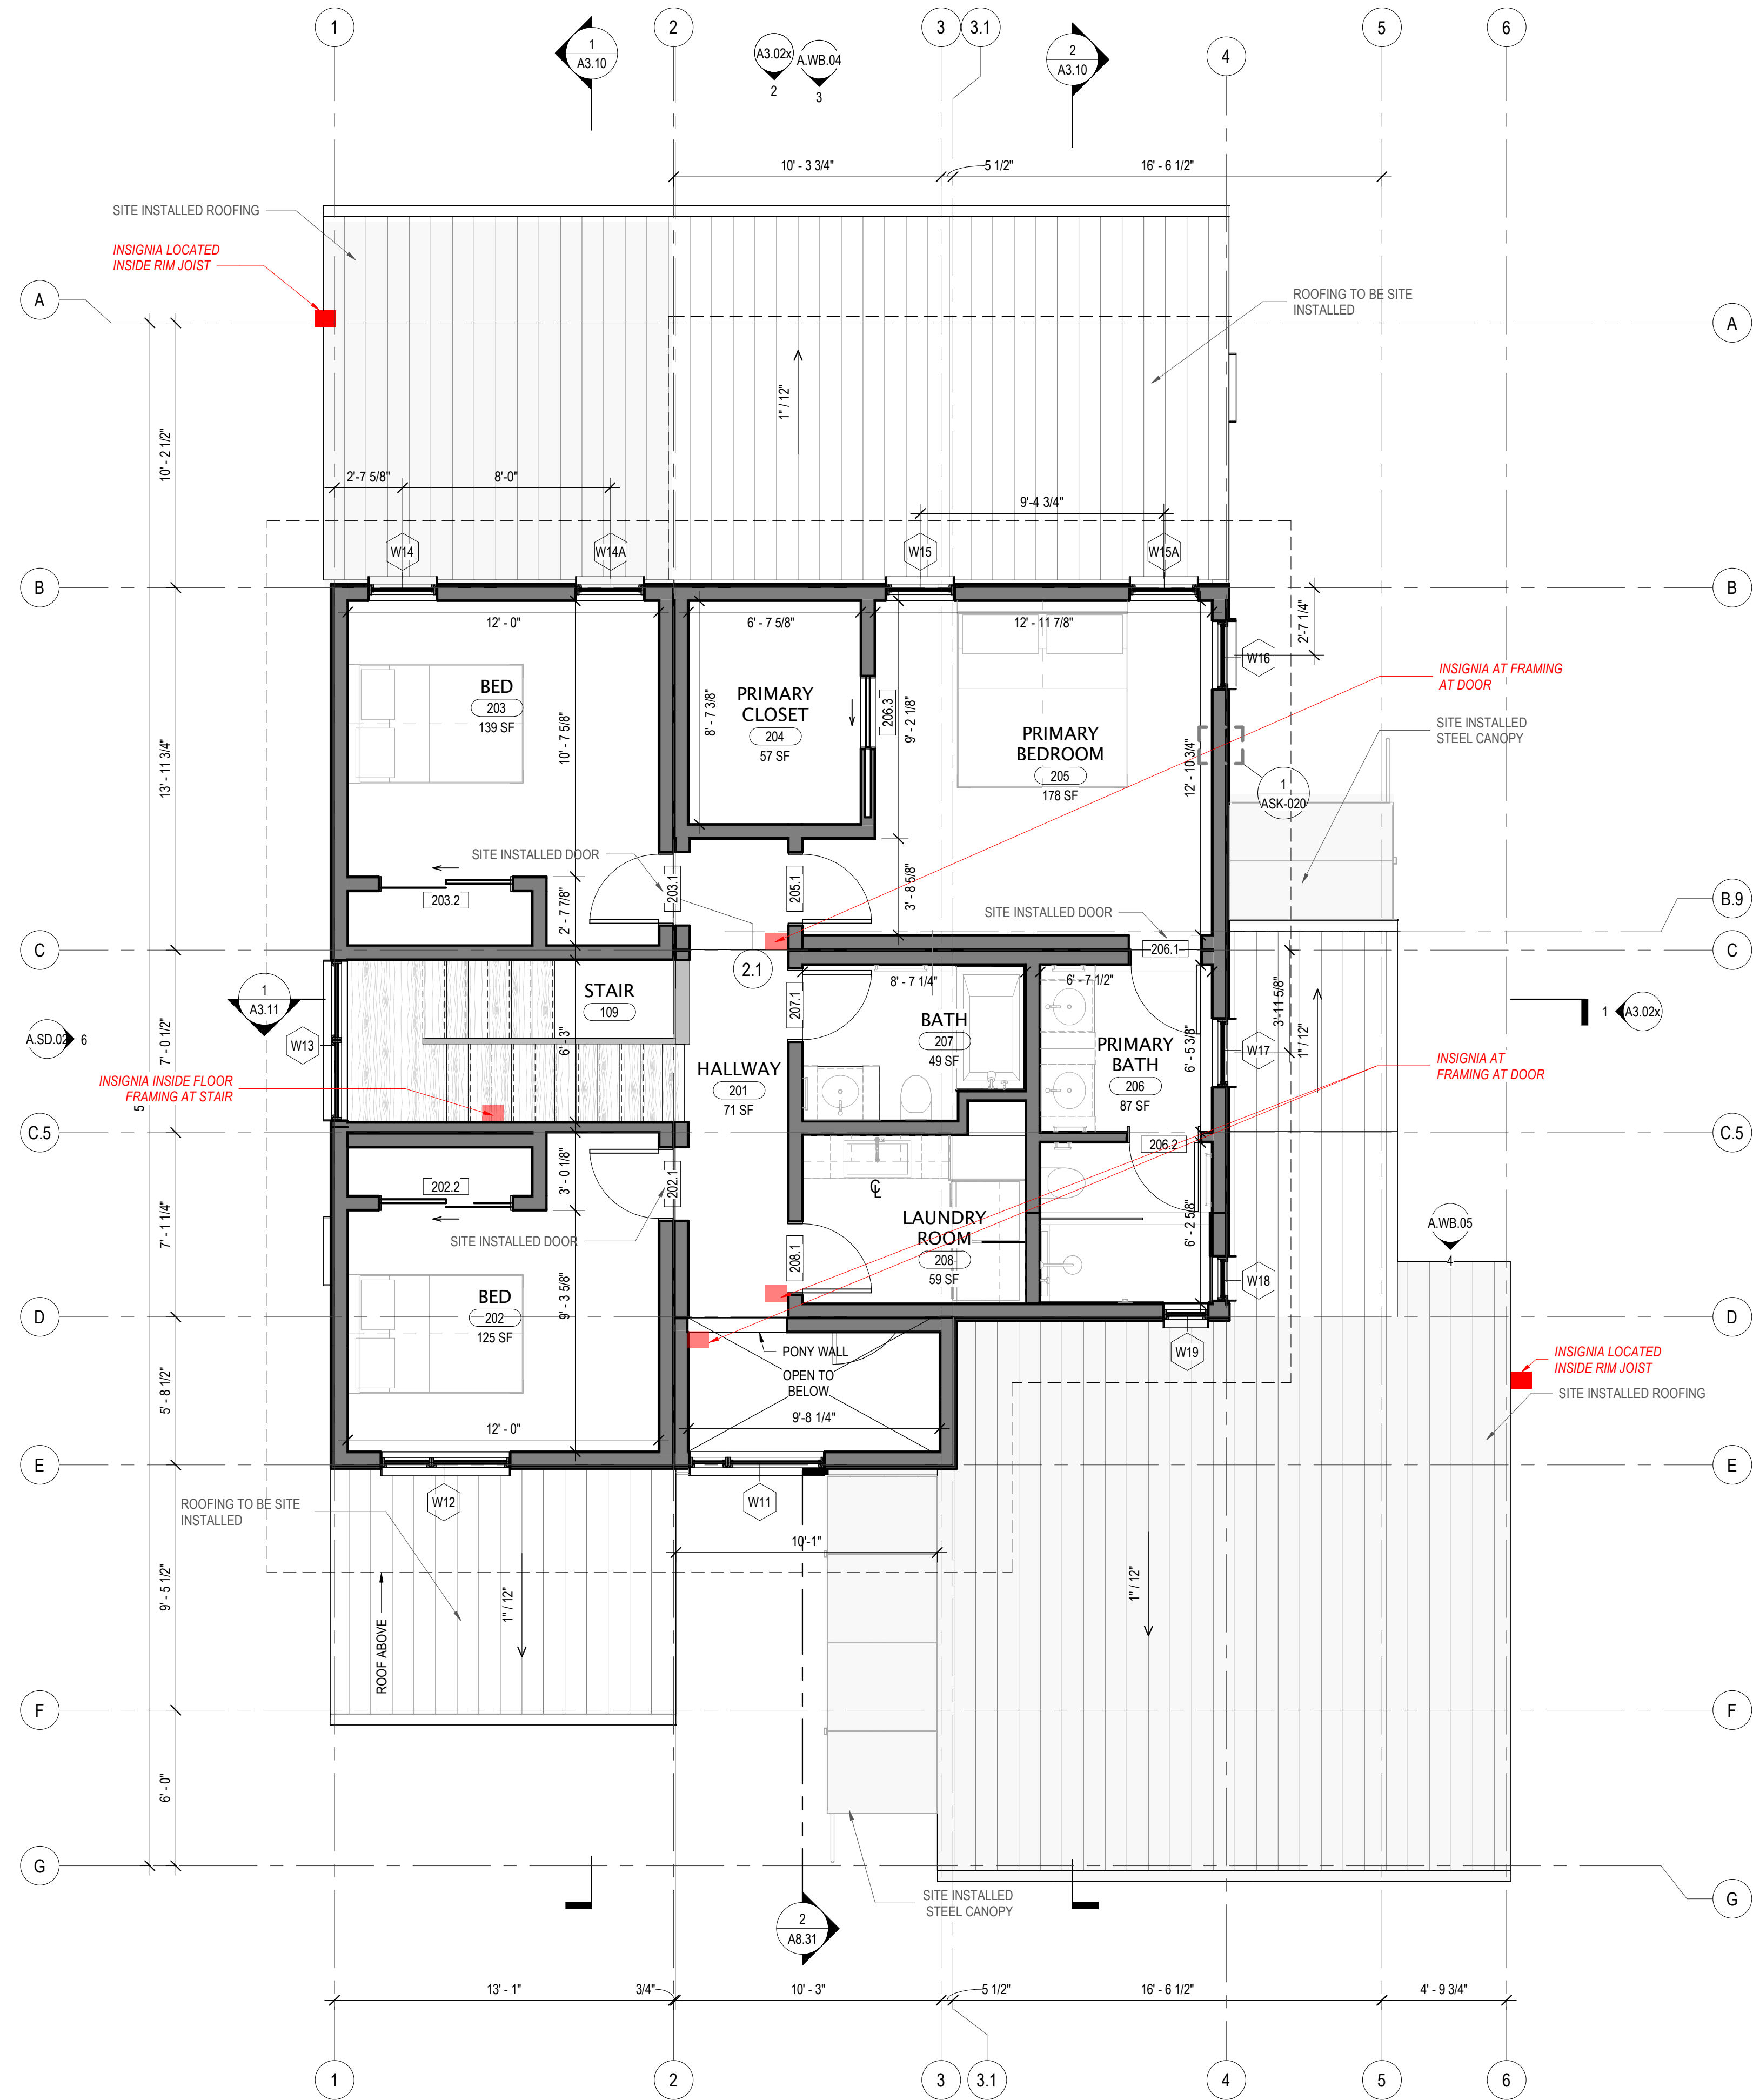 1
2
3
3.1
4
5
6
1
A3.10
A3.02x
2
A.WB.04
3
2
A3.10
10' - 3 3/4"
5 1/2"
16' - 6 1/2"
SITE INSTALLED ROOFING
INSIGNIA LOCATED
INSIDE RIM JOIST
A
ROOFING TO BE SITE
INSTALLED
A
1" / 12"
10' - 2 1/2"
2'-7 5/8"
8'-0"
9'-4 3/4"
W14
W14A
W15
W15A
B
B
12' - 0"
6' - 7 5/8"
12' - 11 7/8"
2'-7 1/4"
W16
INSIGNIA AT FRAMING
AT DOOR
BED
203
139 SF
PRIMARY
CLOSET
204
57 SF
8' - 7 3/8"
206.3
9' - 2 1/8"
PRIMARY
BEDROOM
205
178 SF
12' - 10 3/4"
SITE INSTALLED
STEEL CANOPY
10' - 7 5/8"
13' - 11 3/4"
1
ASK-020
SITE INSTALLED DOOR
203.1
205.1
3' - 8 5/8"
203.2
2' - 7 7/8"
SITE INSTALLED DOOR
B.9
C
206.1
C
2.1
1
A3.11
STAIR
109
207.1
8' - 7 1/4"
6' - 7 1/2"
3'-11 5/8"
1" / 12"
1
A3.02x
A.SD.02
6
W13
7' - 0 1/2"
6' - 3"
BATH
207
49 SF
PRIMARY
BATH
206
87 SF
6' - 5 3/8"
W17
HALLWAY
201
71 SF
INSIGNIA INSIDE FLOOR
FRAMING AT STAIR
INSIGNIA AT
FRAMING AT DOOR
5
C.5
C.5
206.2
202.2
3' - 0 1/8"
202.1
7' - 1 1/4"
LAUNDRY
ROOM
208
59 SF
6' - 2 5/8"
A.WB.05
4
SITE INSTALLED DOOR
208.1
W18
BED
202
125 SF
9' - 3 5/8"
D
D
PONY WALL
W19
INSIGNIA LOCATED
INSIDE RIM JOIST
OPEN TO
BELOW
SITE INSTALLED ROOFING
5' - 8 1/2"
12' - 0"
9'-8 1/4"
E
E
W12
W11
ROOFING TO BE SITE
INSTALLED
10'-1"
9' - 5 1/2"
1" / 12"
1" / 12"
ROOF ABOVE
F
F
6' - 0"
G
G
SITE INSTALLED
STEEL CANOPY
2
A8.31
13' - 1"
3/4"
10' - 3"
5 1/2"
16' - 6 1/2"
4' - 9 3/4"
1
2
3
3.1
4
5
6